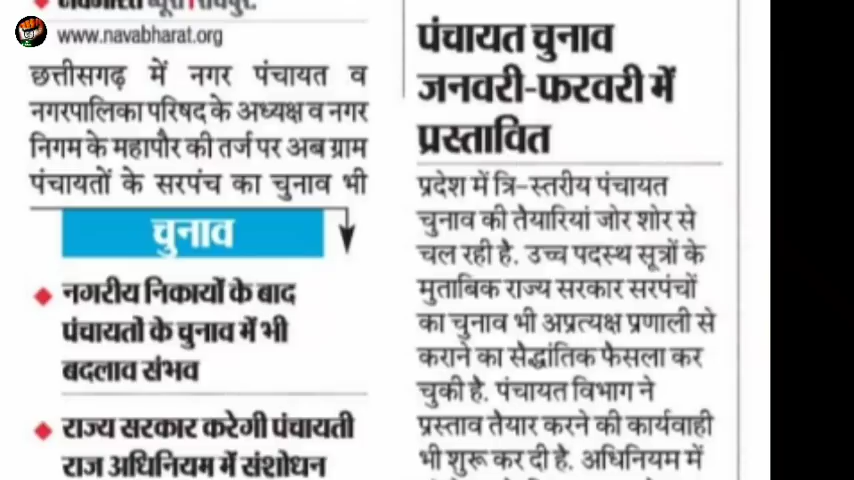 नवभारत ब्यूरो | रायपुर.
www.navabharat.org
छत्तीसगढ़ में नगर पंचायत व
नगरपालिका परिषद के अध्यक्ष व नगर
निगम के महापौर की तर्ज पर अब ग्राम
पंचायतों के सरपंच का चुनाव भी
चुनाव
नगरीय निकायों के बाद
पंचायतों के चुनाव में भी
बदलाव संभव
राज्य सरकार करेगी पंचायती
राज अधिनियम में संशोधन
पंचायत चुनाव
जनवरी-फरवरी में
प्रस्तावित
प्रदेश में त्रि-स्तरीय पंचायत
चुनाव की तैयारियां जोर शोर से
चल रही है. उच्च पदस्थ सूत्रों के
मुताबिक राज्य सरकार सरपंचों
का चुनाव भी अप्रत्यक्ष प्रणाली से
कराने का सैद्धांतिक फैसला कर
चुकी है. पंचायत विभाग ने
प्रस्ताव तैयार करने की कार्यवाही
भी शुरू कर दी है. अधिनियम में